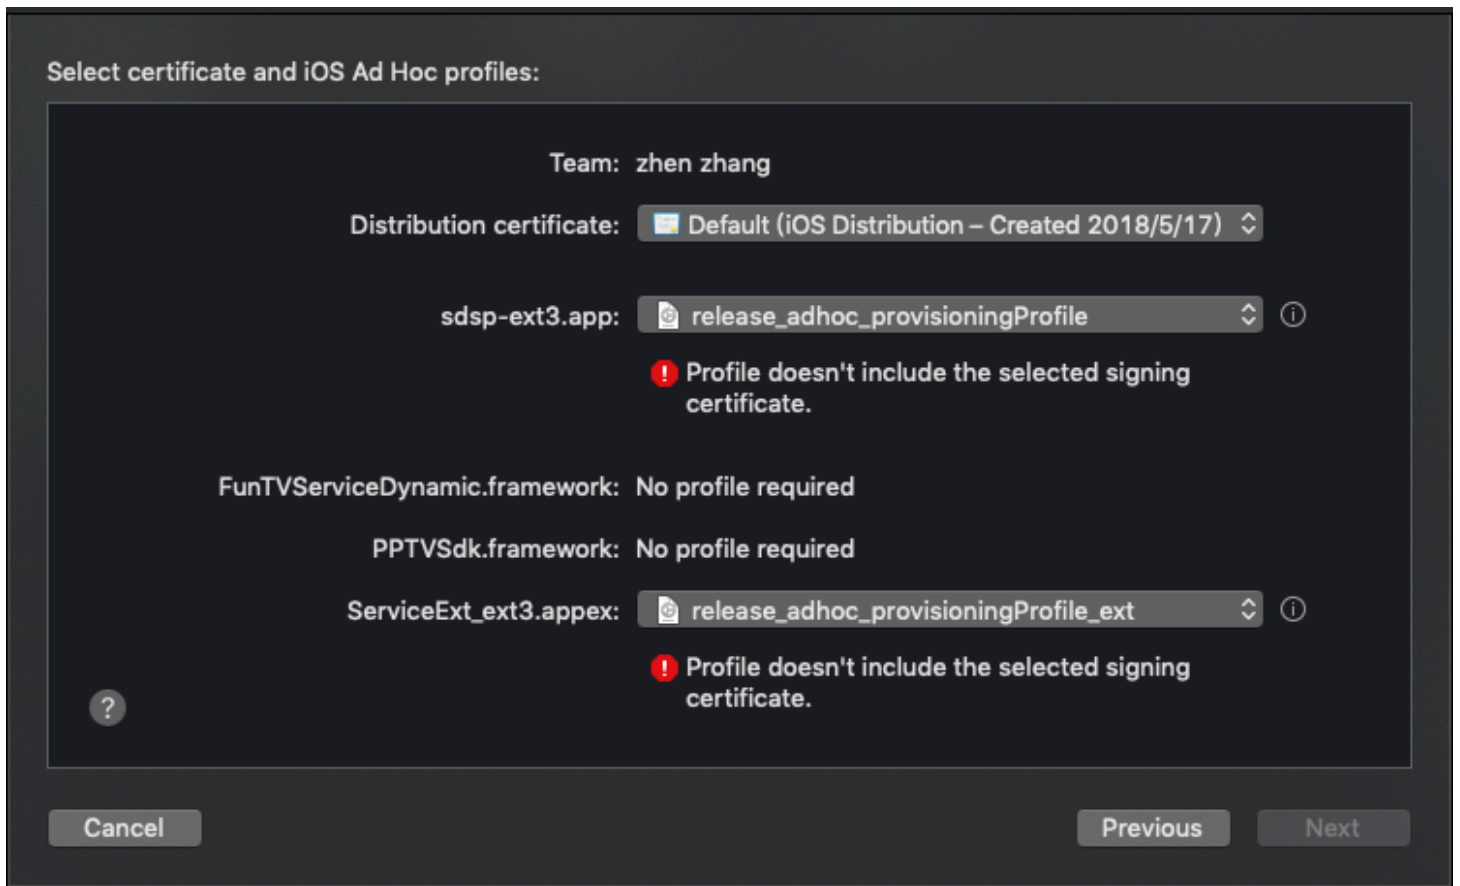 Select certificate and iOS Ad Hoc profiles:
Team: zhen zhang
Distribution certificate: Default (iOS Distribution – Created 2018/5/17)
sdsp-ext3.app: release_adhoc_provisioningProfile
Profile doesn't include the selected signing
certificate.
FunTVServiceDynamic.framework: No profile required
PPTVSdk.framework: No profile required
ServiceExt_ext3.appex: release_adhoc_provisioningProfile_ext
Profile doesn't include the selected signing
certificate.
?
Cancel Previous Next